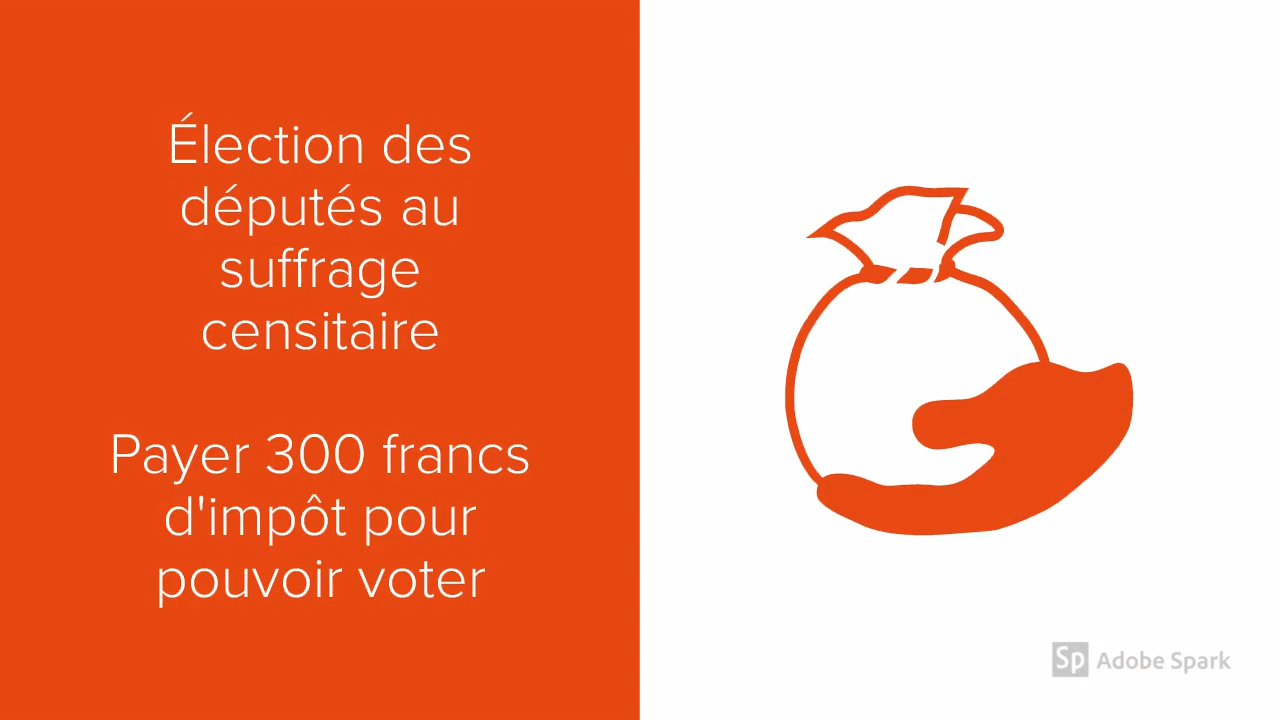 Élection des
députés au
suffrage
censitaire
Payer 300 francs
d'impôt pour
pouvoir voter
Sp Adobe Spark